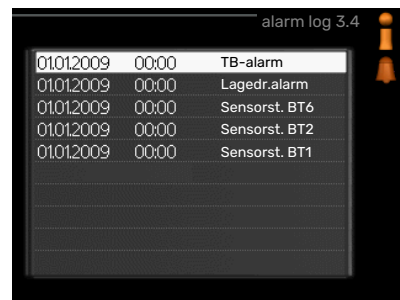 alarm log 3.4
01.01.2009 00:00 TB-alarm
01.01.2009 00:00 Lagedr.alarm
01.01.2009 00:00 Sensorst. BT6
01.01.2009 00:00 Sensorst. BT2
01.01.2009 00:00 Sensorst. BT1